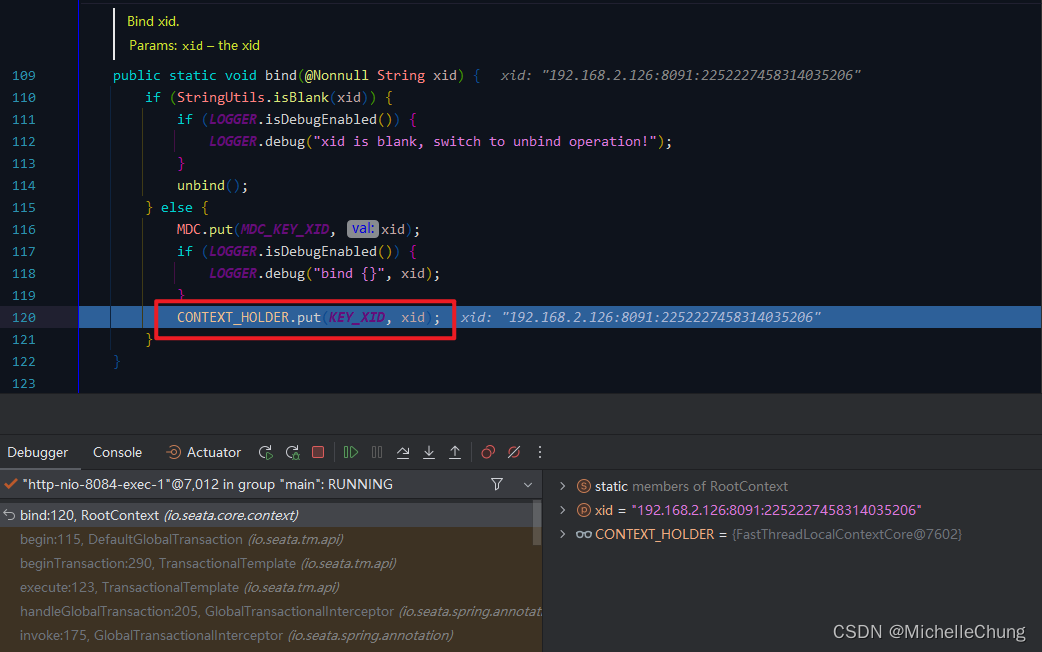 Bind xid.
Params: xid – the xid
109 public static void bind(@Nonnull String xid) { xid: "192.168.2.126:8091:2252227458314035206"
110 if (StringUtils.isBlank(xid)) {
111 if (LOGGER.isDebugEnabled()) {
112 LOGGER.debug("xid is blank, switch to unbind operation!");
113 }
114 unbind();
115 } else {
116 MDC.put(MDC_KEY_XID, val: xid);
117 if (LOGGER.isDebugEnabled()) {
118 LOGGER.debug("bind {}", xid);
119 }
120 CONTEXT_HOLDER.put(KEY_XID, xid); xid: "192.168.2.126:8091:2252227458314035206"
121 }
122 }
123
Debugger Console Actuator
"http-nio-8084-exec-1"@7,012 in group "main": RUNNING
bind:120, RootContext (io.seata.core.context)
begin:115, DefaultGlobalTransaction (io.seata.tm.api)
beginTransaction:290, TransactionalTemplate (io.seata.tm.api)
execute:123, TransactionalTemplate (io.seata.tm.api)
handleGlobalTransaction:205, GlobalTransactionalInterceptor (io.seata.spring.annotat
invoke:175, GlobalTransactionalInterceptor (io.seata.spring.annotation)
static members of RootContext
xid = "192.168.2.126:8091:2252227458314035206"
CONTEXT_HOLDER = {FastThreadLocalContextCore@7602}
CSDN @MichelleChung